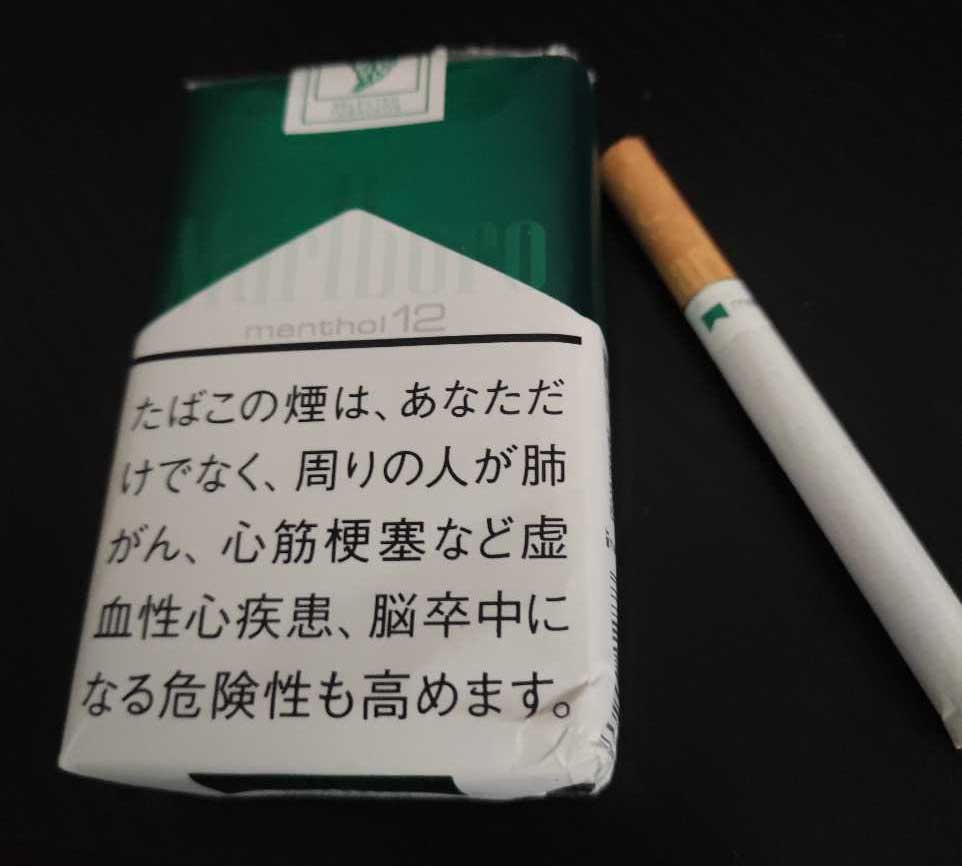 Marlboro
menthol 12
たばこの煙は、あなただ
けでなく、周りの人が肺
がん、心筋梗塞など虚
血性心疾患、脳卒中に
なる危険性も高めます。